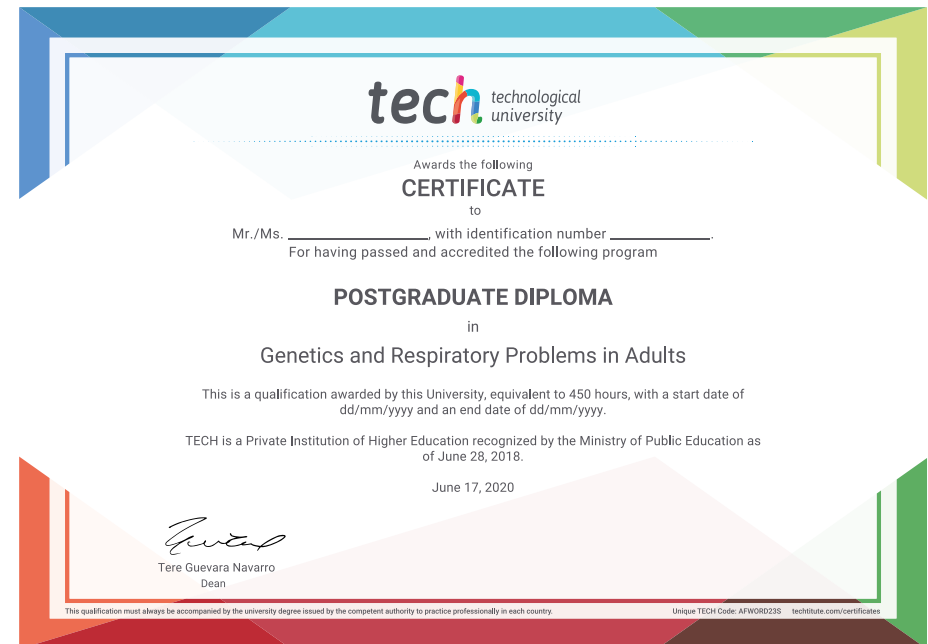 tech technological
university
Awards the following
CERTIFICATE
to
Mr./Ms. ____________________, with identification number ______________.
For having passed and accredited the following program
POSTGRADUATE DIPLOMA
in
Genetics and Respiratory Problems in Adults
This is a qualification awarded by this University, equivalent to 450 hours, with a start date of
dd/mm/yyyy and an end date of dd/mm/yyyy.
TECH is a Private Institution of Higher Education recognized by the Ministry of Public Education as
of June 28, 2018.
June 17, 2020
Tere Guevara Navarro
Dean
This qualification must always be accompanied by the university degree issued by the competent authority to practice professionally in each country.
Unique TECH Code: AFWORD23S techtitute.com/certificates